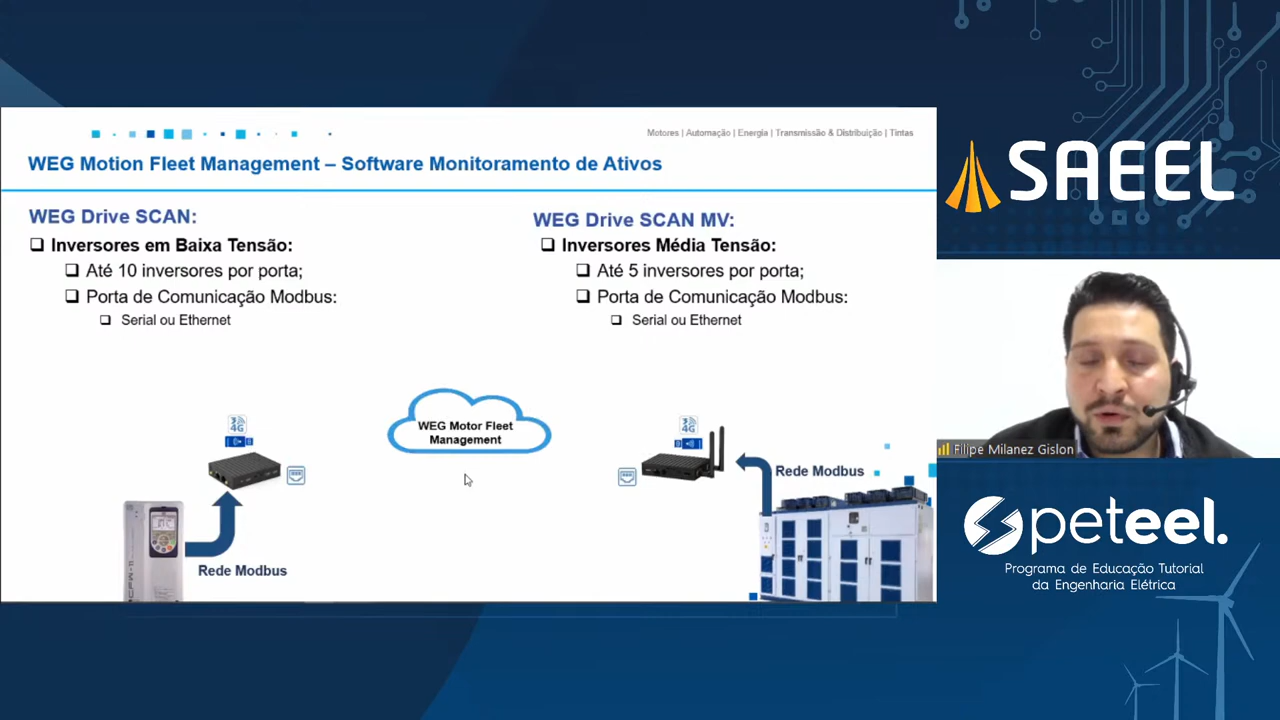 Motores | Automação | Energia | Transmissão & Distribuição | Tintas
WEG Motion Fleet Management – Software Monitoramento de Ativos
WEG Drive SCAN:
Inversores em Baixa Tensão:
Até 10 inversores por porta;
Porta de Comunicação Modbus:
Serial ou Ethernet
WEG Drive SCAN MV:
Inversores Média Tensão:
Até 5 inversores por porta;
Porta de Comunicação Modbus:
Serial ou Ethernet
3G
4G
WEG Motor Fleet
Management
3G
4G
Rede Modbus
Rede Modbus
SAEEL
Filipe Milanez Gislon
peteel.
Programa de Educação Tutorial
da Engenharia Elétrica